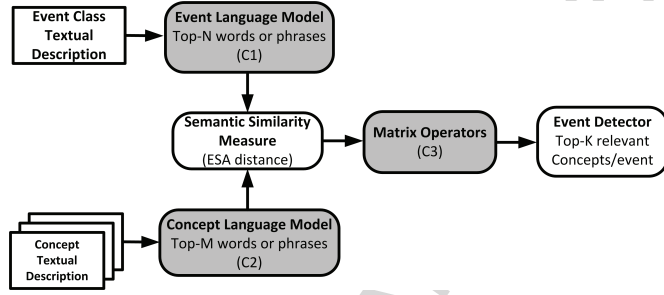 Event Class
Textual
Description
Event Language Model
Top-N words or phrases
(C1)
Semantic Similarity
Measure
(ESA distance)
Matrix Operators
(C3)
Event Detector
Top-K relevant
Concepts/event
Concept Language Model
Top-M words or phrases
(C2)
Concept
Textual
Description